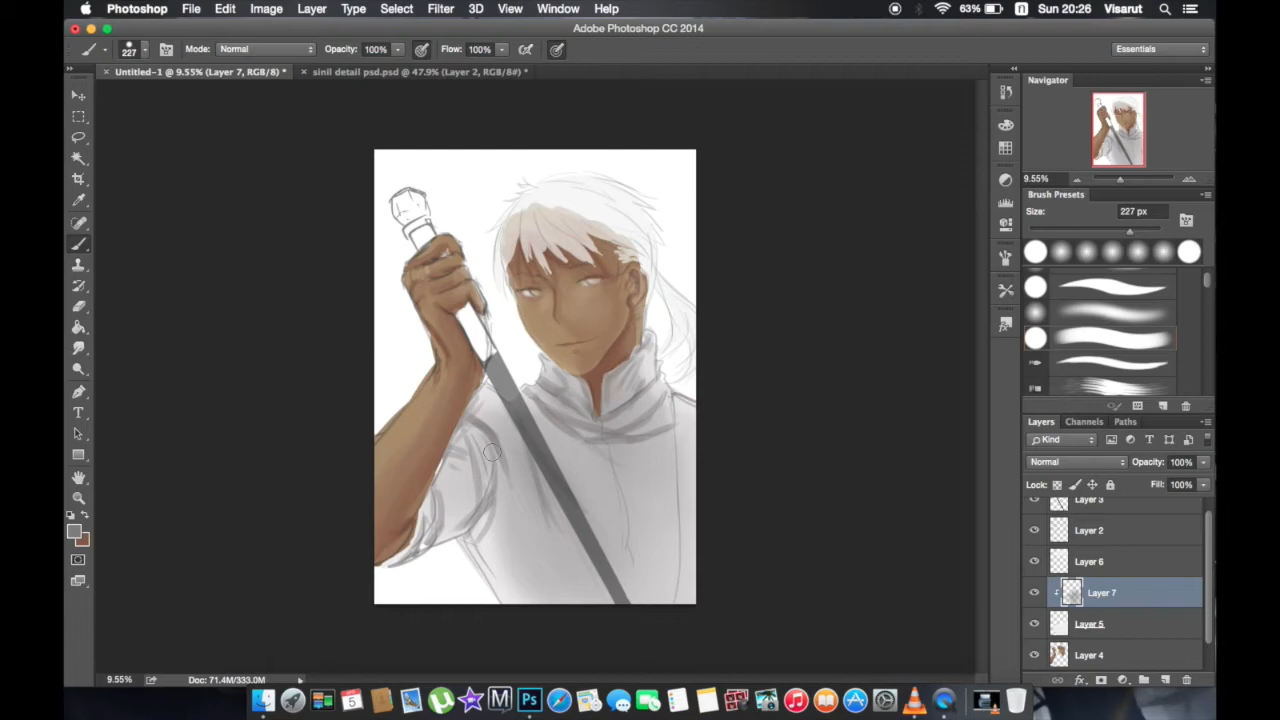 Photoshop File Edit Image Layer Type Select Filter 3D View Window Help 63% Sun 20:26 Visarut
Adobe Photoshop CC 2014
227 Mode: Normal Opacity: 100% Flow: 100% Essentials
Untitled-1 @ 9.55% (Layer 7, RGB/8) * sinil detail psd.psd @ 47.9% (Layer 2, RGB/8#) *
Navigator
9.55%
Brush Presets
Size: 227 px
Layers Channels Paths
Kind
Normal Opacity: 100%
Lock: Fill: 100%
Layer 3
Layer 2
Layer 6
Layer 7
Layer 5
Layer 4
9.55% Doc: 71.4M/333.0M
5 M Ps